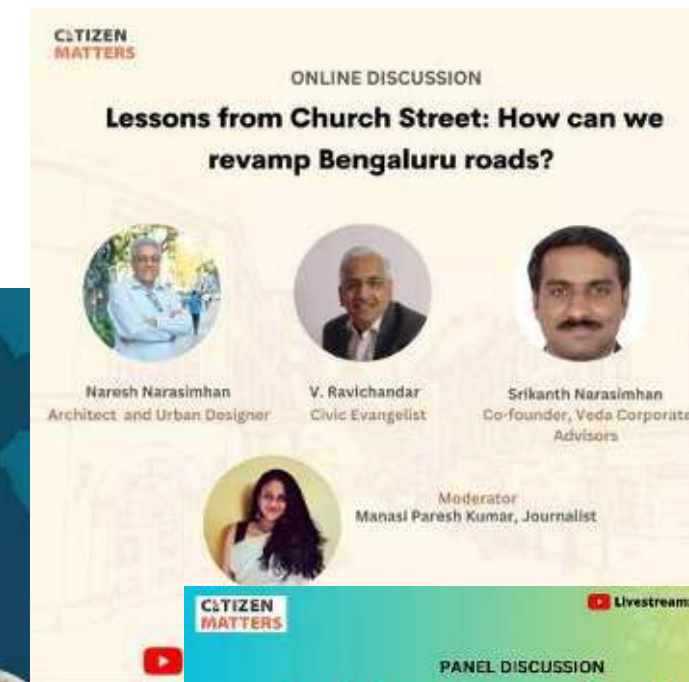 CITIZEN
MATTERS
ONLINE DISCUSSION
Lessons from Church Street: How can we
revamp Bengaluru roads?
Naresh Narasimhan
Architect and Urban Designer
V. Ravichandar
Civic Evangelist
Srikanth Narasimhan
Co-founder, Veda Corporate
Advisors
Moderator
Manasi Paresh Kumar, Journalist
CITIZEN
MATTERS
Livestream
PANEL DISCUSSION